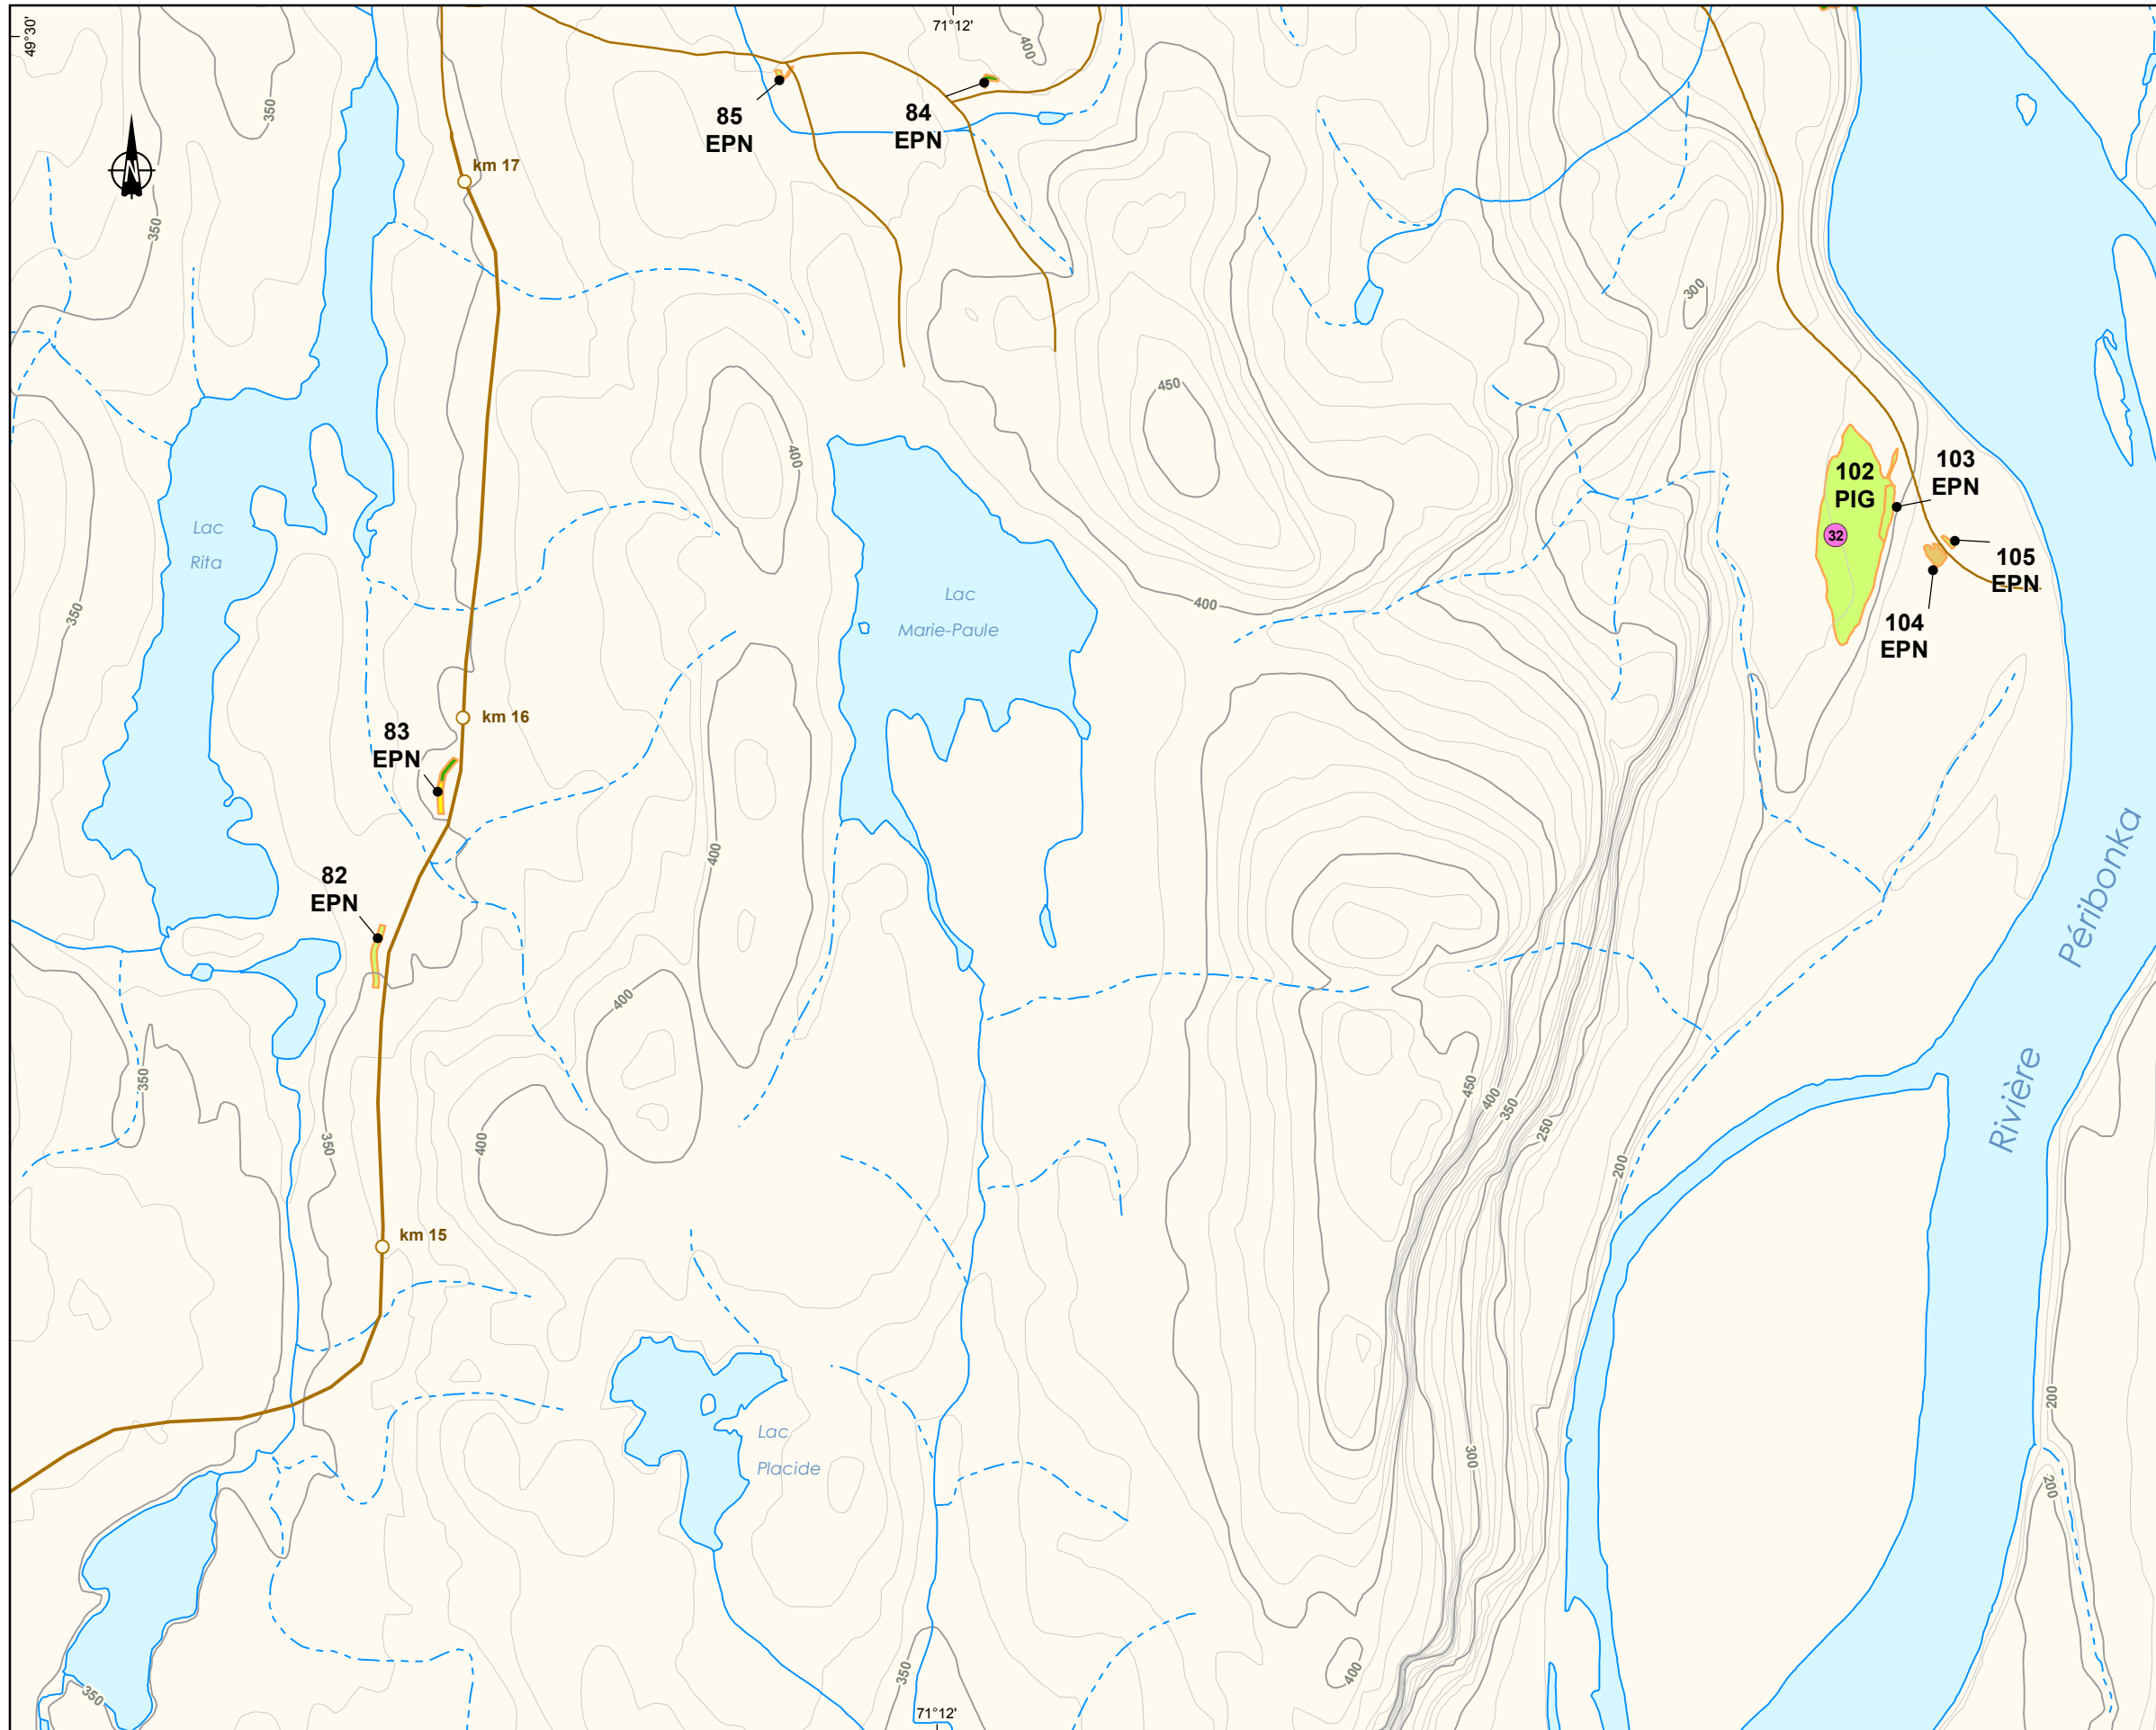 49°30'
71°12'
400
350
85
EPN
84
EPN
N
km 17
350
300
450
400
102
PIG
103
EPN
32
Lac
Rita
105
EPN
Lac
Marie-Paule
400
350
104
EPN
83
EPN
km 16
400
82
EPN
Rivière Péribonka
400
350
450
400
350
250
400
350
200
km 15
200
Lac
Placide
300
200
350
400
350
71°12'